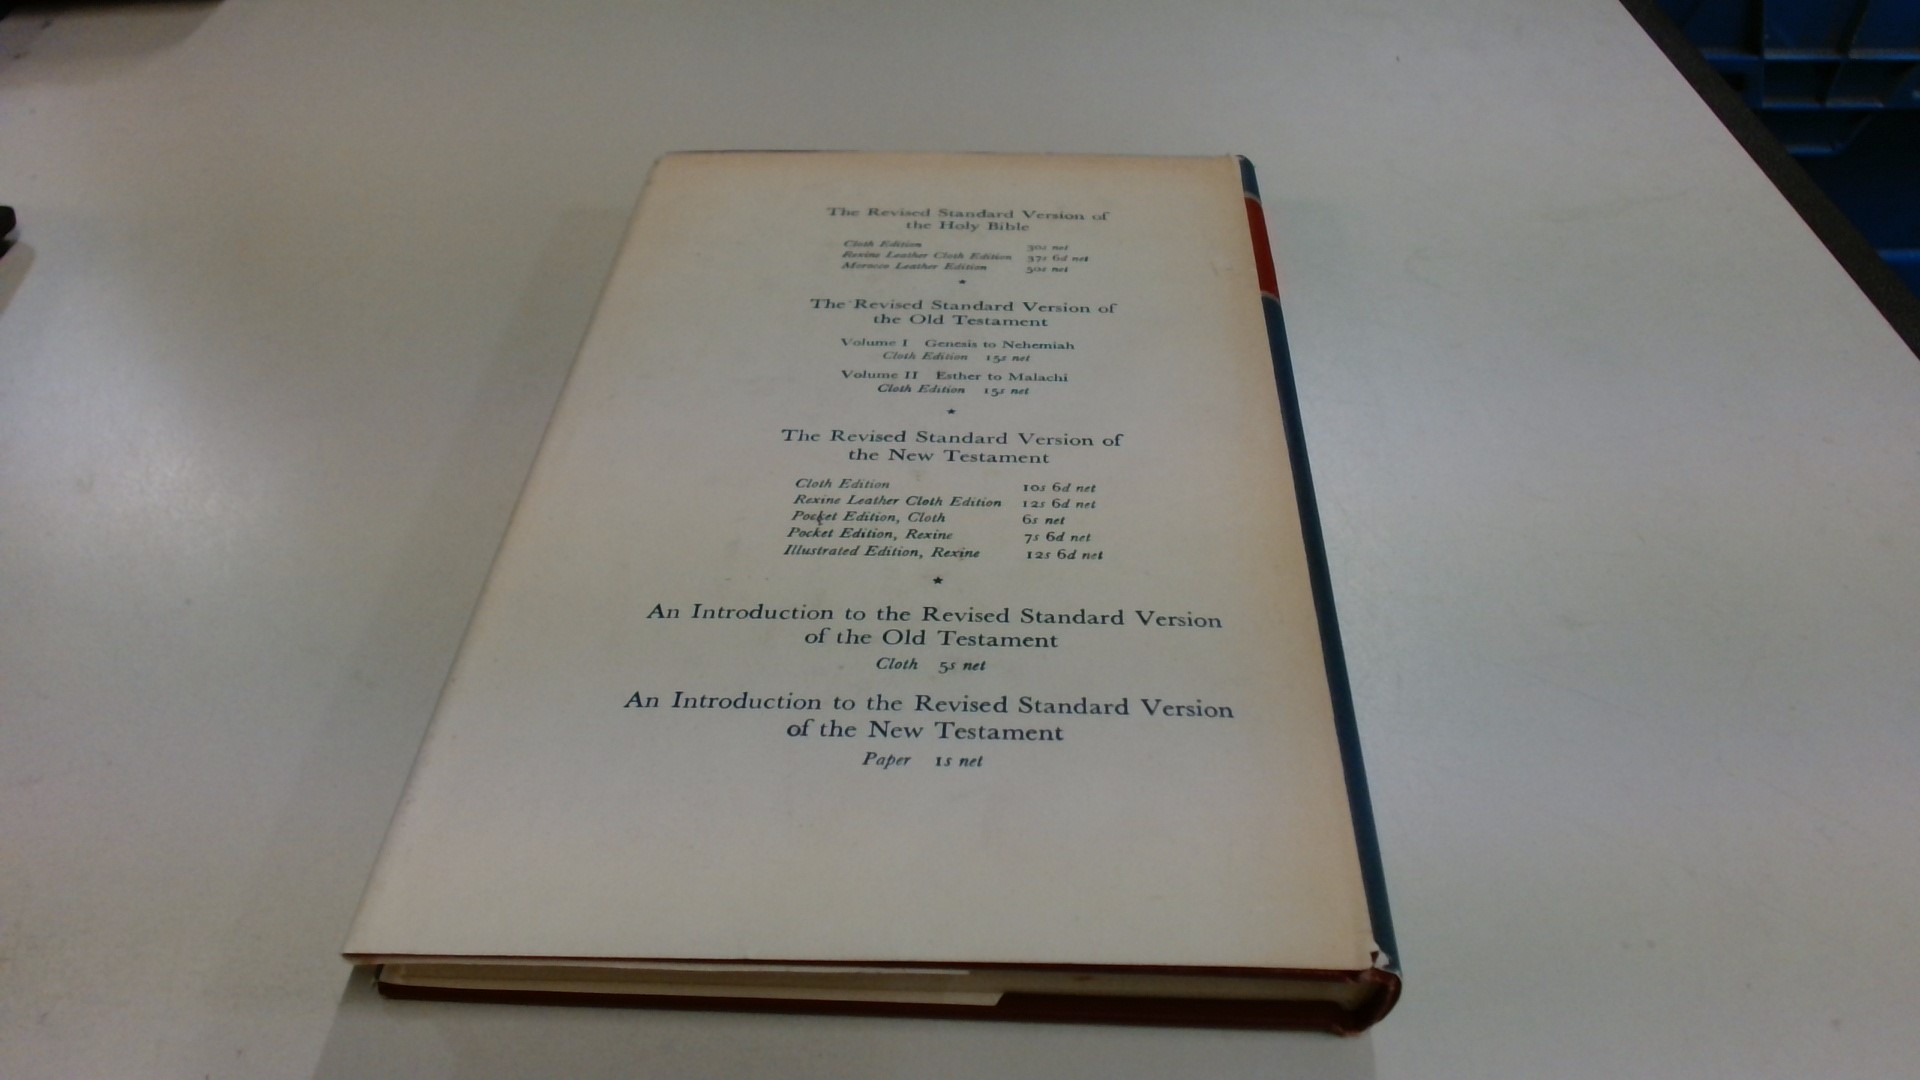 The Revised Standard Version of
the Holy Bible
Cloth Edition 30s net
Rexine Leather Cloth Edition 37s 6d net
Morocco Leather Edition 50s net
★
The Revised Standard Version of
the Old Testament
Volume I Genesis to Nehemiah
Cloth Edition 15s net
Volume II Esther to Malachi
Cloth Edition 15s net
★
The Revised Standard Version of
the New Testament
Cloth Edition 10s 6d net
Rexine Leather Cloth Edition 12s 6d net
Pocket Edition, Cloth 6s net
Pocket Edition, Rexine 7s 6d net
Illustrated Edition, Rexine 12s 6d net
★
An Introduction to the Revised Standard Version
of the Old Testament
Cloth 5s net
An Introduction to the Revised Standard Version
of the New Testament
Paper 1s net